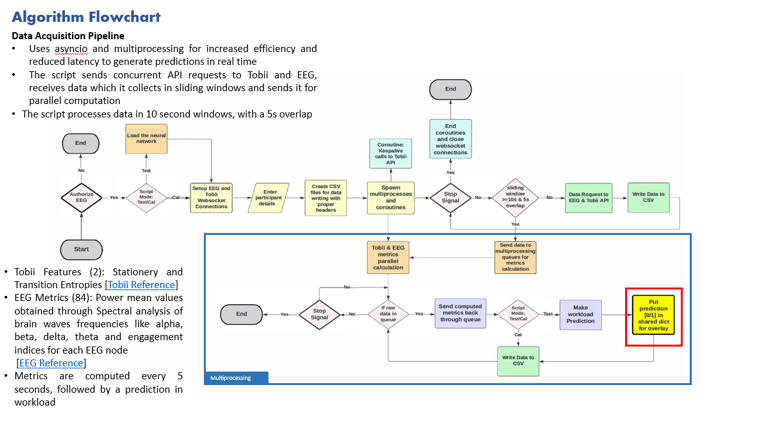 Algorithm Flowchart
Data Acquisition Pipeline
• Uses asyncio and multiprocessing for increased efficiency and
reduced latency to generate predictions in real time
• The script sends concurrent API requests to Tobii and EEG,
receives data which it collects in sliding windows and sends it for
parallel computation
• The script processes data in 10 second windows, with a 5s overlap
End
Load the neural
network
No
Test
Authorize
EEG
Yes
Script
Mode:
Test/Cal
Cal
Setup EEG and
Tobii
Websocket
Connections
Enter
participant
details
Create CSV
files for data
writing with
proper
headers
Spawn
multiprocesses
and
coroutines
Coroutine:
Keepalive
calls to Tobii
API
End
End
coroutines
and close
websocket
connections
Yes
Stop
Signal
No
sliding
window
>=10s & 5s
overlap
No
Data Request to
EEG & Tobii API
Write Data to
CSV
Yes
Start
• Tobii Features (2): Stationery and
Transition Entropies [Tobii Reference]
• EEG Metrics (84): Power mean values
obtained through Spectral analysis of
brain waves frequencies like alpha,
beta, delta, theta and engagement
indices for each EEG node
[EEG Reference]
• Metrics are computed every 5
seconds, followed by a prediction in
workload
Tobii & EEG
metrics
parallel
calculation
Send data to
multiprocessing
queues for
metrics
calculation
No
End
Yes
Stop
Signal
No
If raw
data in
queue
Yes
Send computed
metrics back
through queue
Script
Mode:
Test/Cal
Test
Make
workload
Prediction
Put
prediction
[0/1] in
shared dict
for overlay
Cal
Write Data to
CSV
Multiprocessing